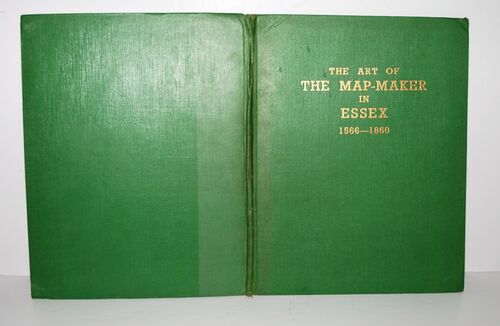 THE ART OF
THE MAP-MAKER
IN
ESSEX
1566—1860